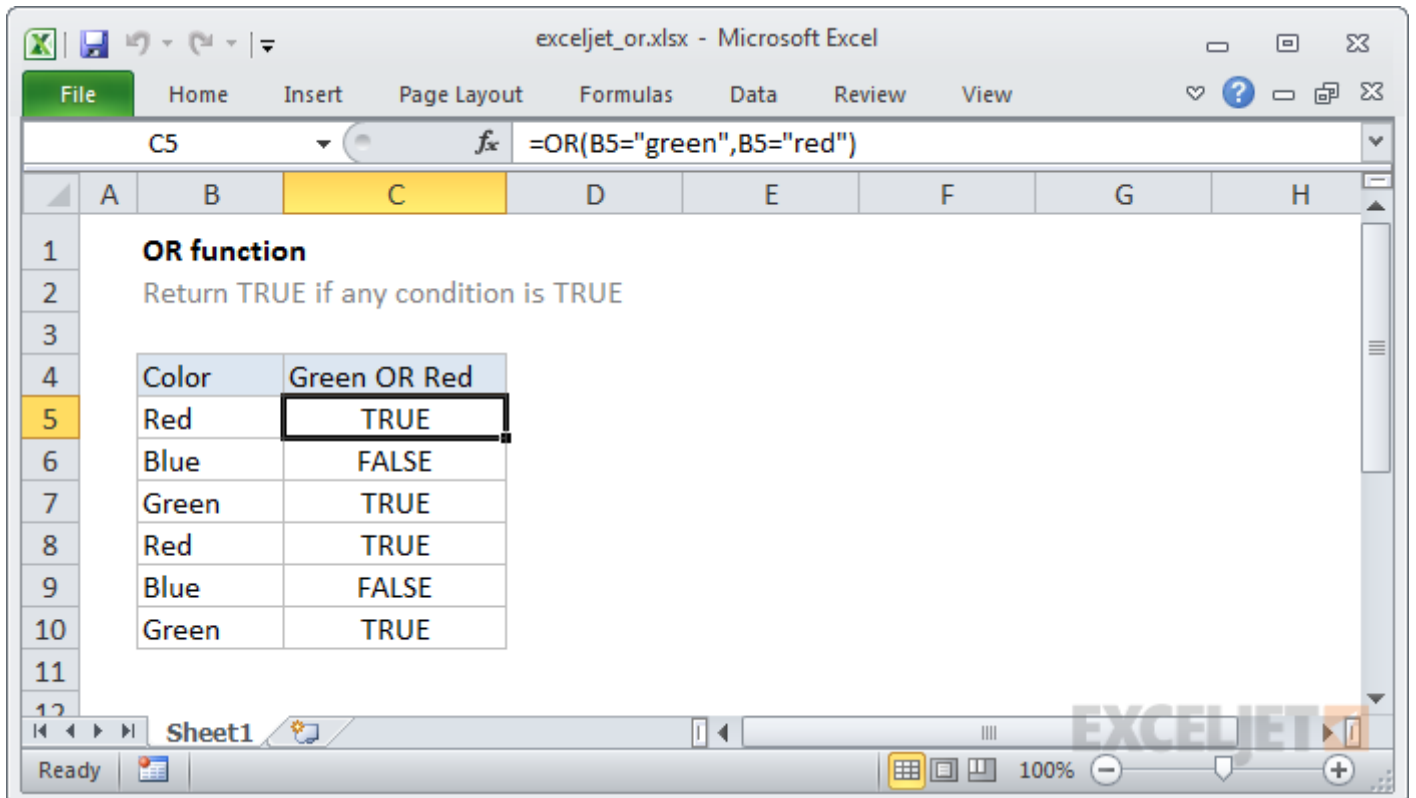 exceljet_or.xlsx - Microsoft Excel
File Home Insert Page Layout Formulas Data Review View
C5 fx =OR(B5="green",B5="red")
A B C D E F G H
1 OR function
2 Return TRUE if any condition is TRUE
3
4 Color Green OR Red
5 Red TRUE
6 Blue FALSE
7 Green TRUE
8 Red TRUE
9 Blue FALSE
10 Green TRUE
11
12
Sheet1
EXCELJET
Ready 100%